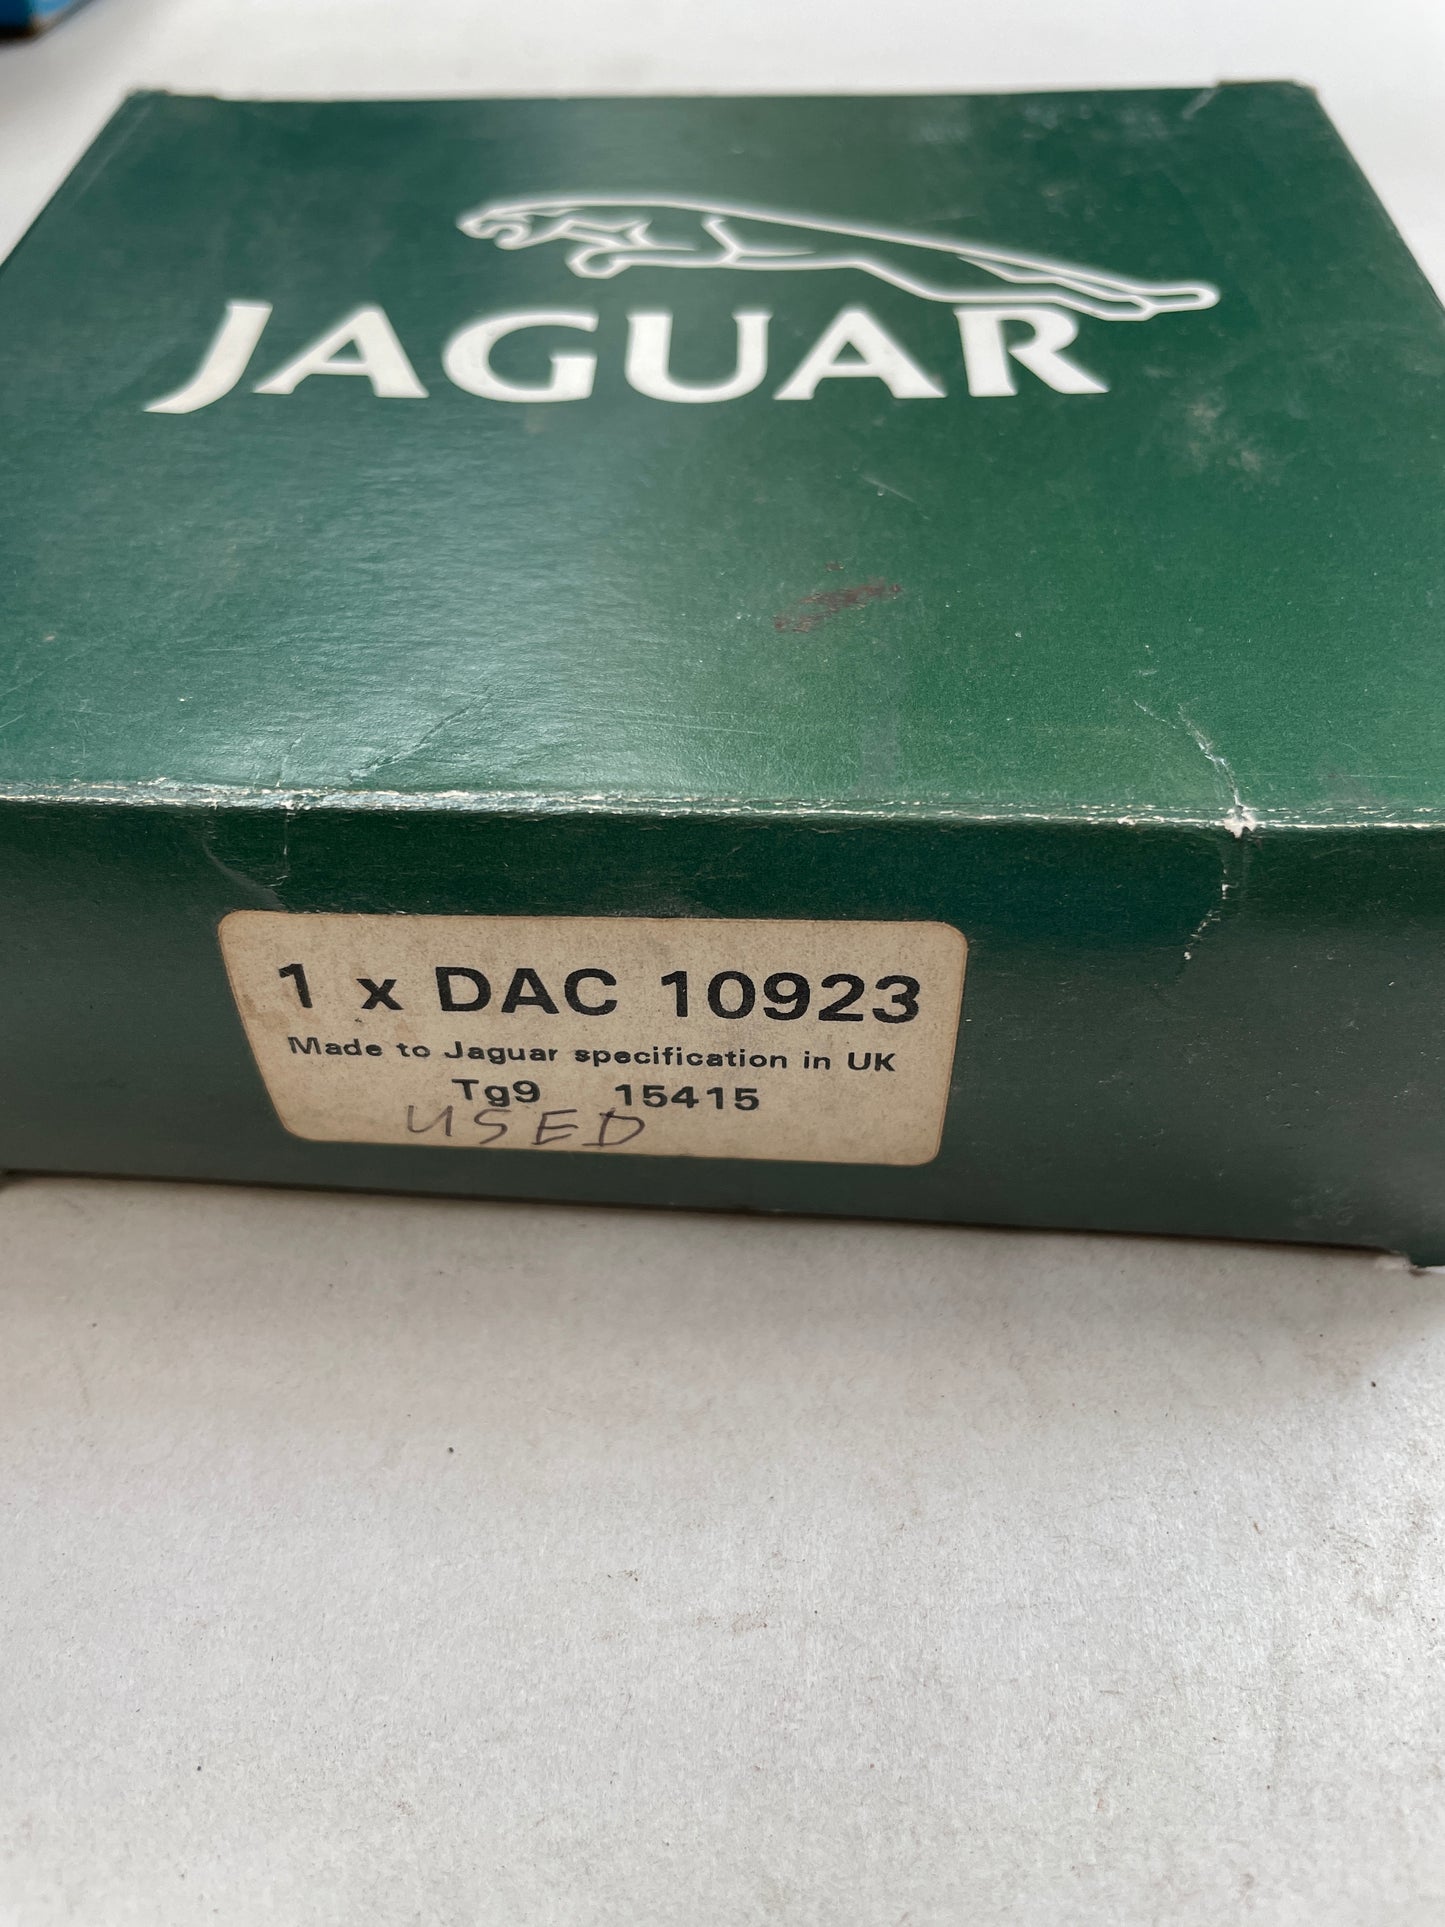 JAGUAR
1 x DAC 10923
Made to Jaguar specification in UK
Tg9 15415
USED